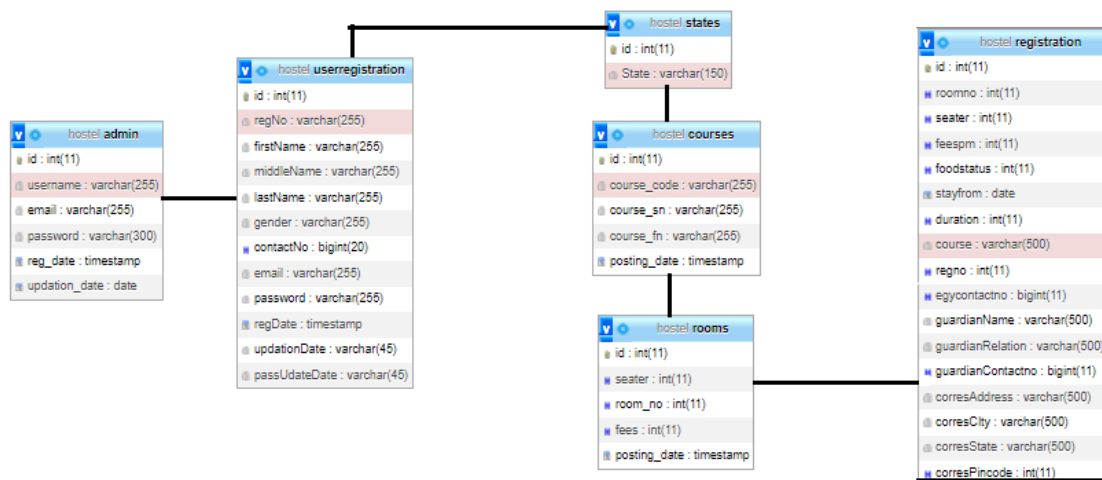 hostel admin
id : int(11)
username : varchar(255)
email : varchar(255)
password : varchar(300)
reg_date : timestamp
updation_date : date
hostel userregistration
id : int(11)
regNo : varchar(255)
firstName : varchar(255)
middleName : varchar(255)
lastName : varchar(255)
gender : varchar(255)
contactNo : bigint(20)
email : varchar(255)
password : varchar(255)
regDate : timestamp
updationDate : varchar(45)
passUdateDate : varchar(45)
hostel states
id : int(11)
State : varchar(150)
hostel courses
id : int(11)
course_code : varchar(255)
course_sn : varchar(255)
course_fn : varchar(255)
posting_date : timestamp
hostel rooms
id : int(11)
seater : int(11)
room_no : int(11)
fees : int(11)
posting_date : timestamp
hostel registration
id : int(11)
roomno : int(11)
seater : int(11)
feespm : int(11)
foodstatus : int(11)
stayfrom : date
duration : int(11)
course : varchar(500)
regno : int(11)
egycontactno : bigint(11)
guardianName : varchar(500)
guardianRelation : varchar(500)
guardianContactno : bigint(11)
corresAddress : varchar(500)
corresCIty : varchar(500)
corresState : varchar(500)
corresPincode : int(11)